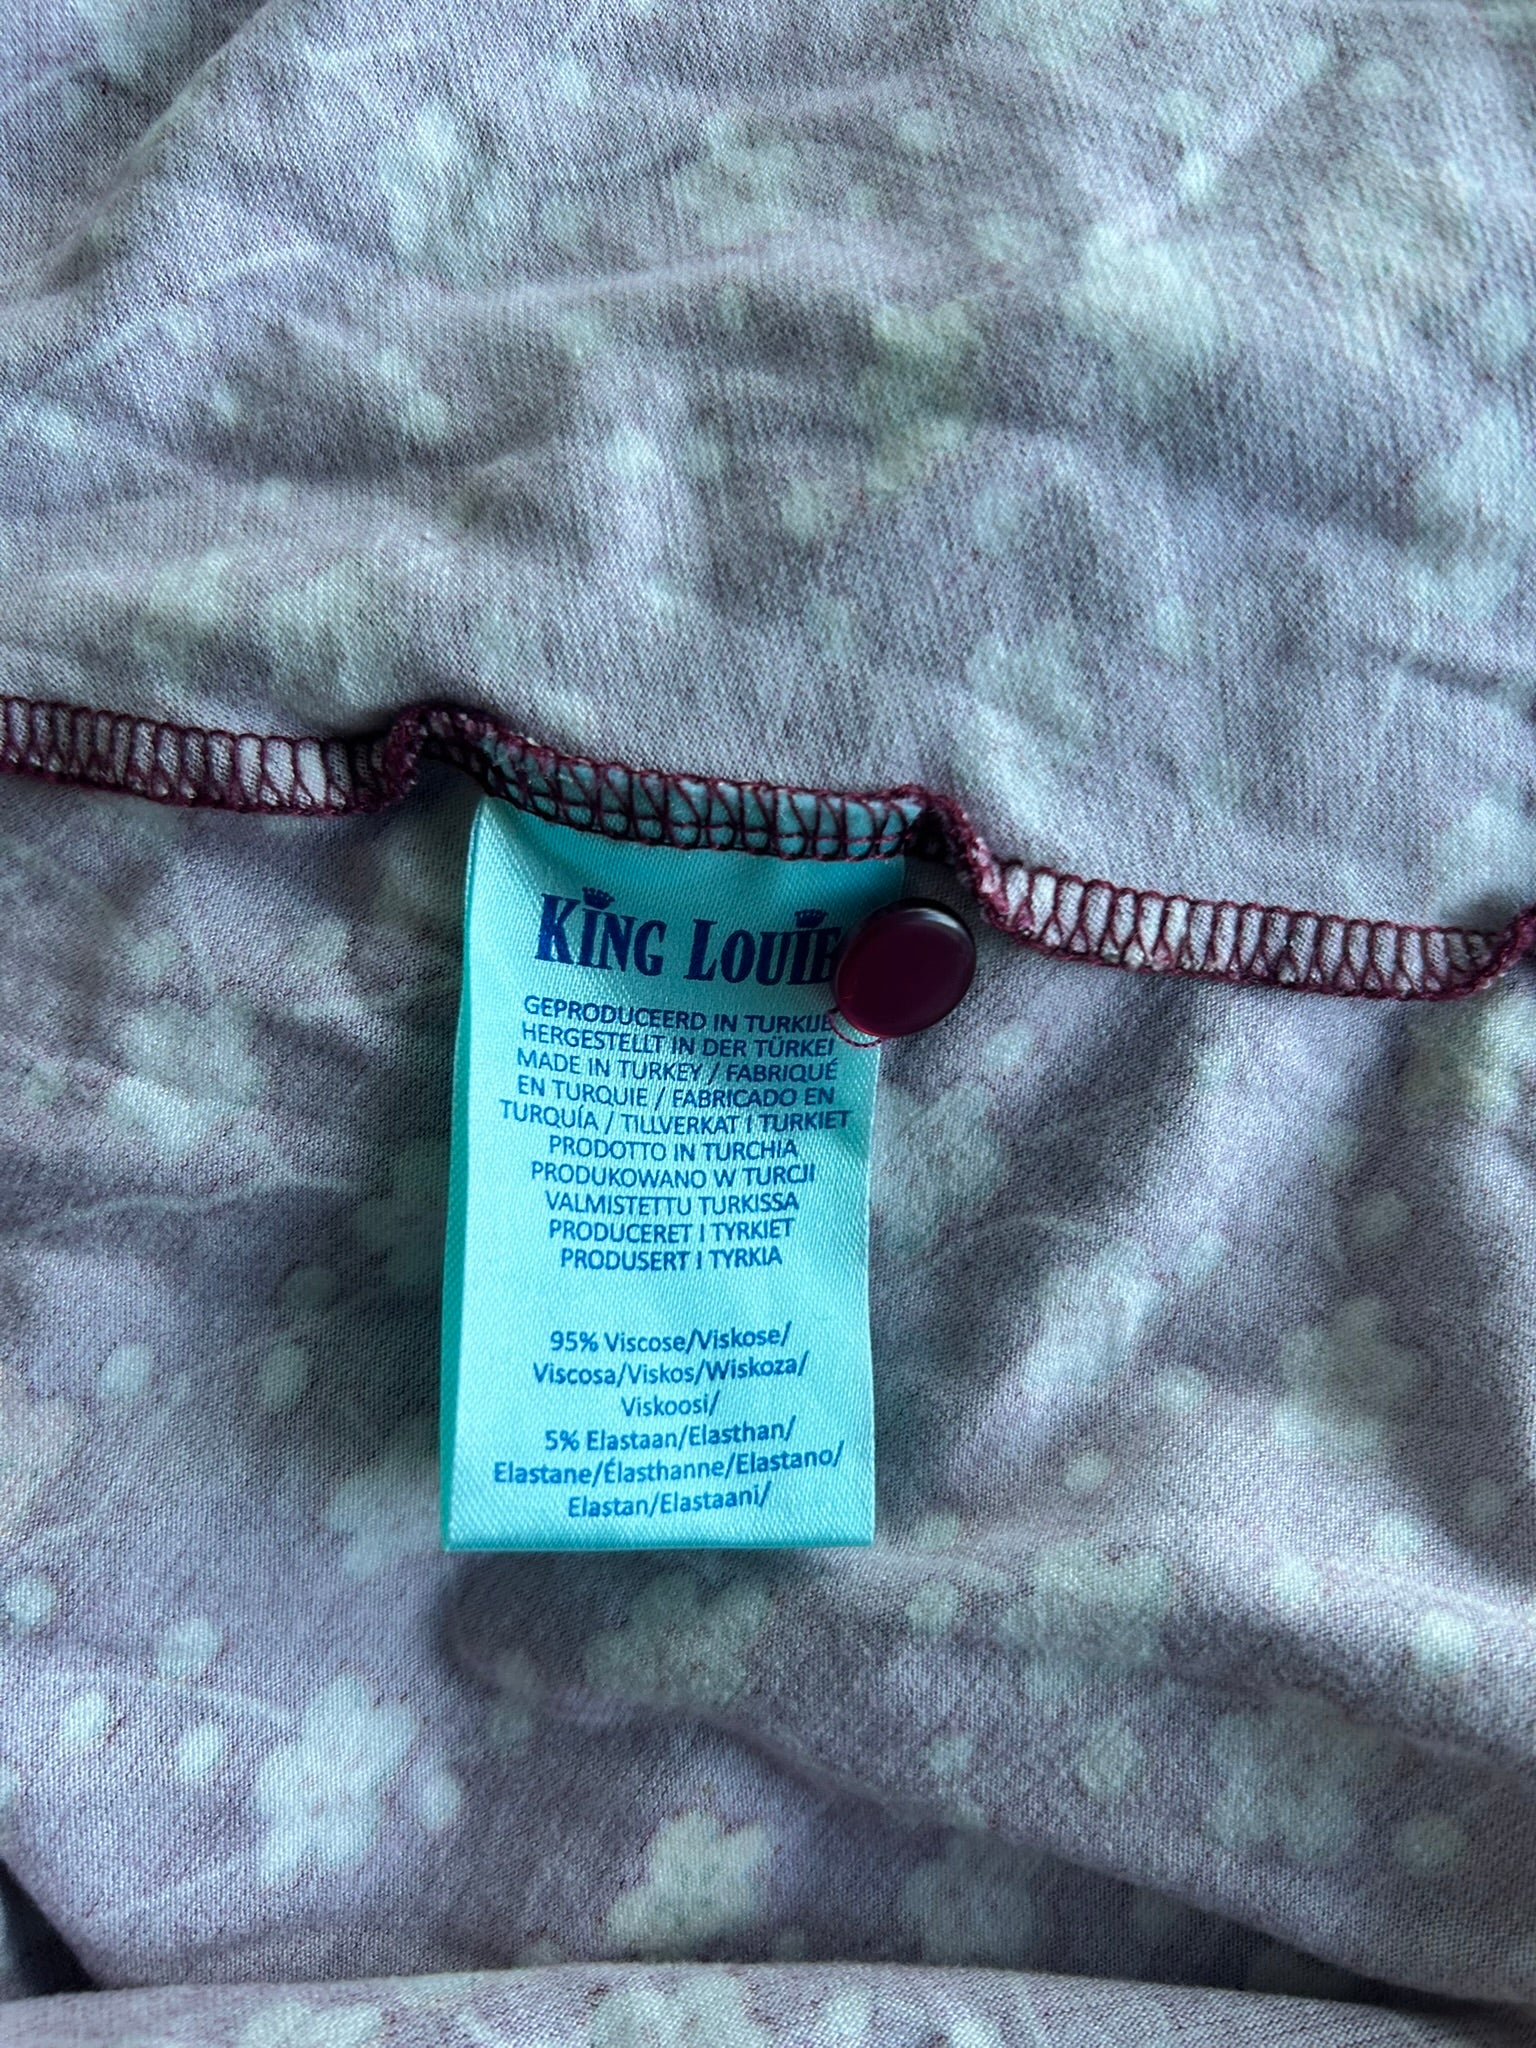 KING LOUIE
GEPRODUCEERD IN TURKIJE
HERGESTELLT IN DER TÜRKEI
MADE IN TURKEY / FABRIQUÉ
EN TURQUIE / FABRICADO EN
TURQUÍA / TILLVERKAT I TURKIET
PRODOTTO IN TURCHIA
PRODUKOWANO W TURCJI
VALMISTETTU TURKISSA
PRODUCERET I TYRKIET
PRODUSERT I TYRKIA
95% Viscose/Viskose/
Viscosa/Viskos/Wiskoza/
Viskoosi/
5% Elastaan/Elasthan/
Elastane/Élasthanne/Elastano/
Elastan/Elastaani/